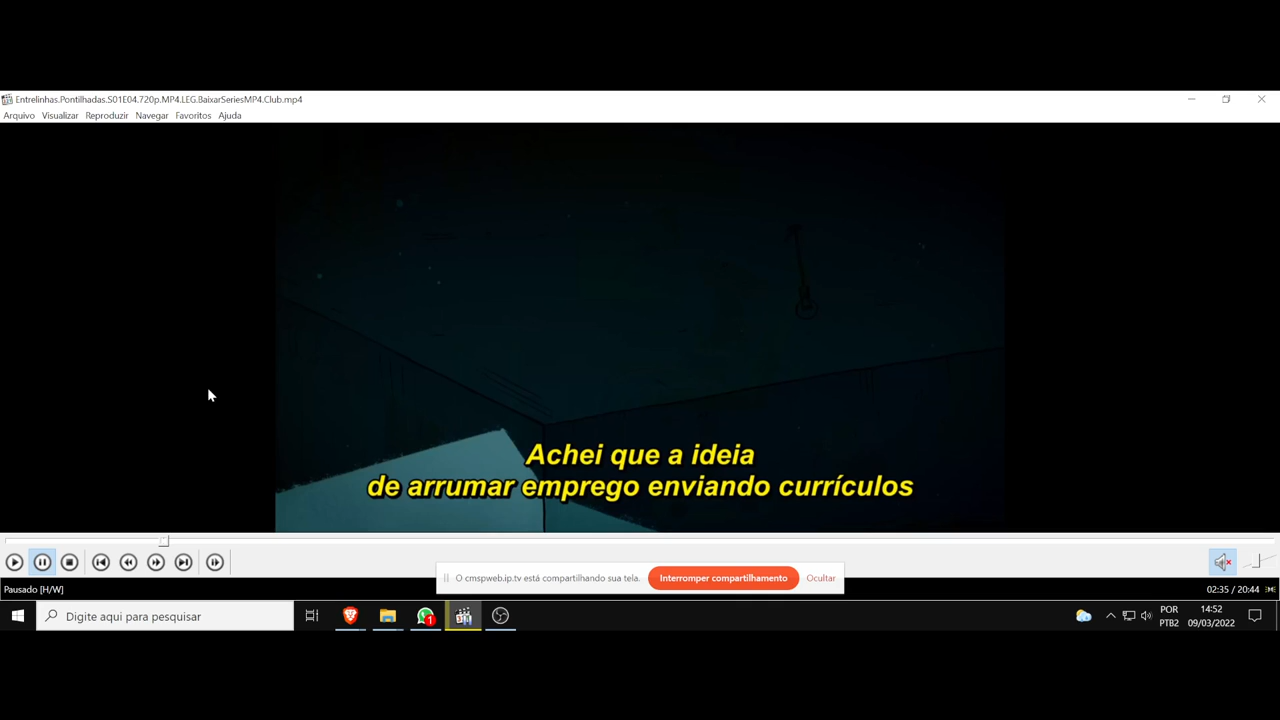 Entrelinhas.Pontilhadas.S01E04.720p.MP4.LEG.BaixarSeriesMP4.Club.mp4
Arquivo Visualizar Reproduzir Navegar Favoritos Ajuda
Achei que a ideia
de arrumar emprego enviando currículos
O cmspweb.ip.tv está compartilhando sua tela. Interromper compartilhamento Ocultar
Pausado [H/W] 02:35 / 20:44
Digite aqui para pesquisar
1
POR
PTB2
14:52
09/03/2022